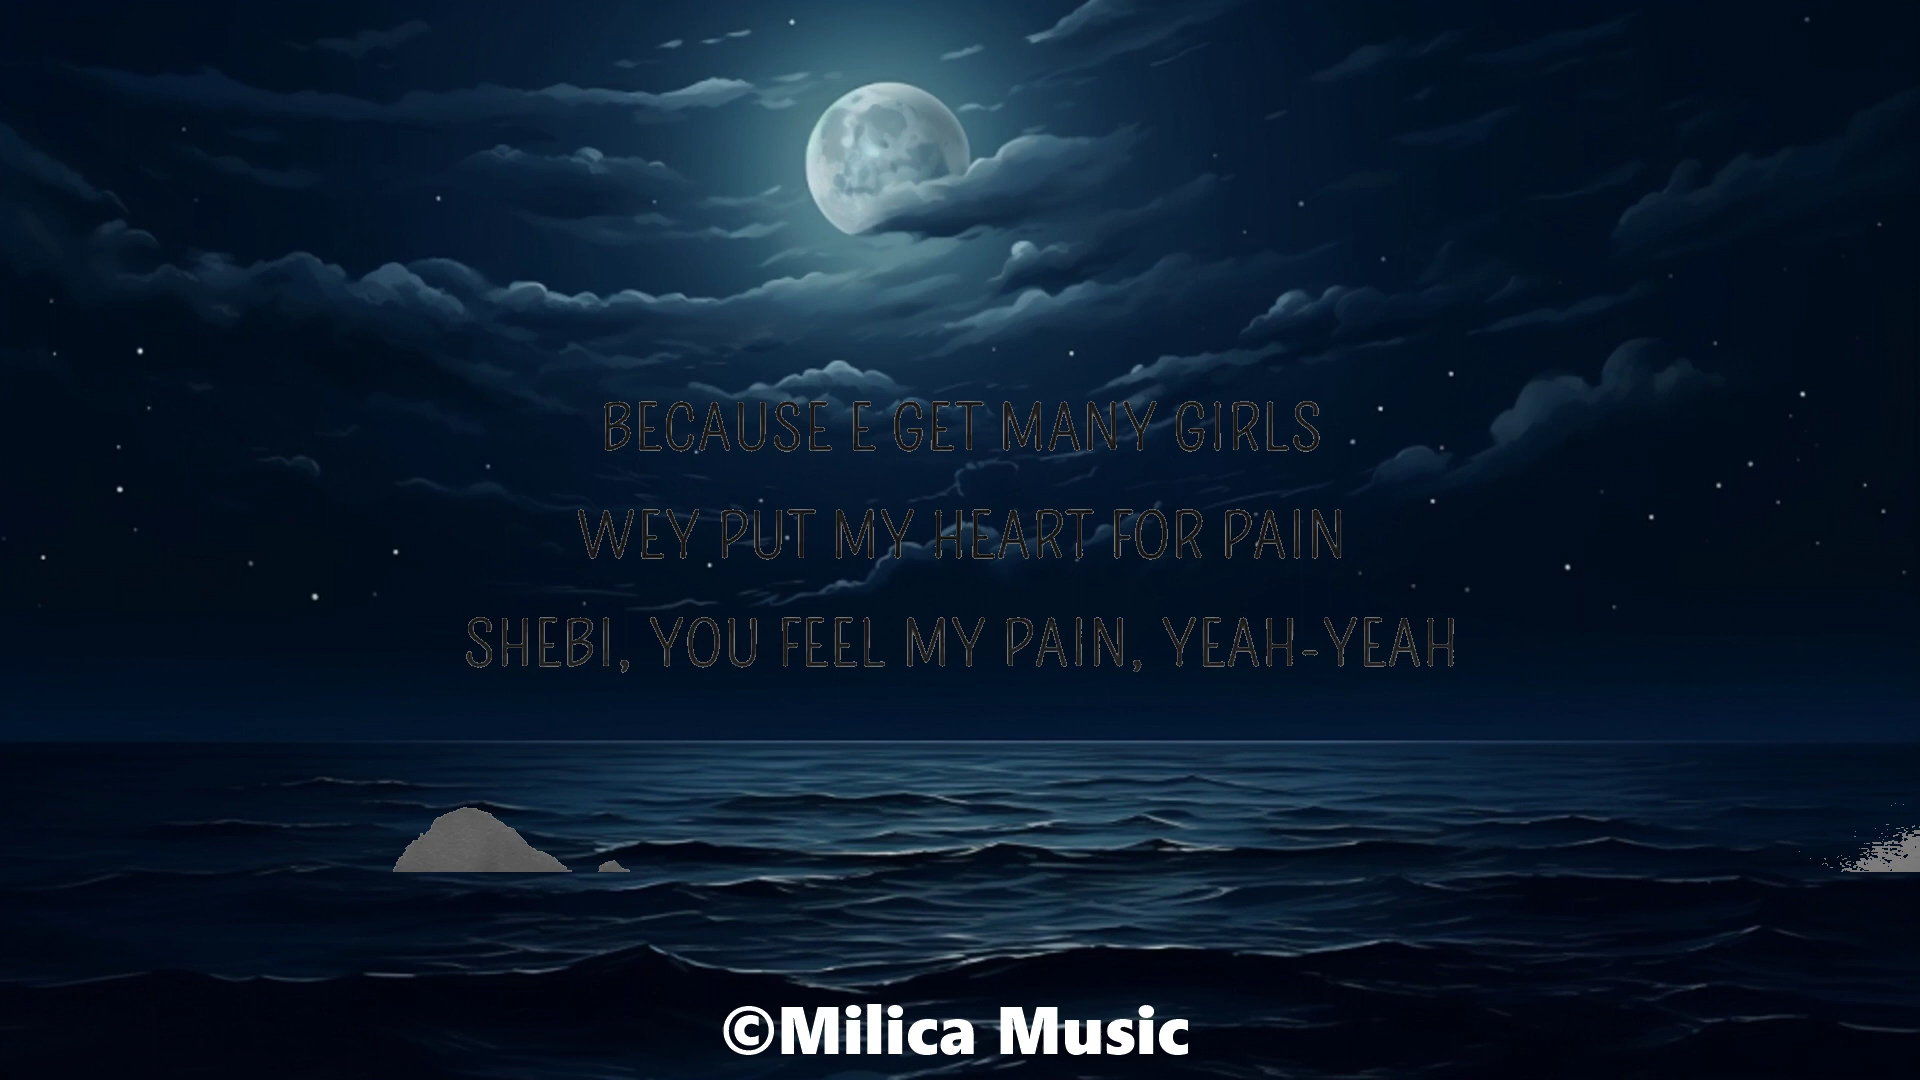 BECAUSE E GET MANY GIRLS
WEY PUT MY HEART FOR PAIN
SHEBI, YOU FEEL MY PAIN, YEAH-YEAH
©Milica Music